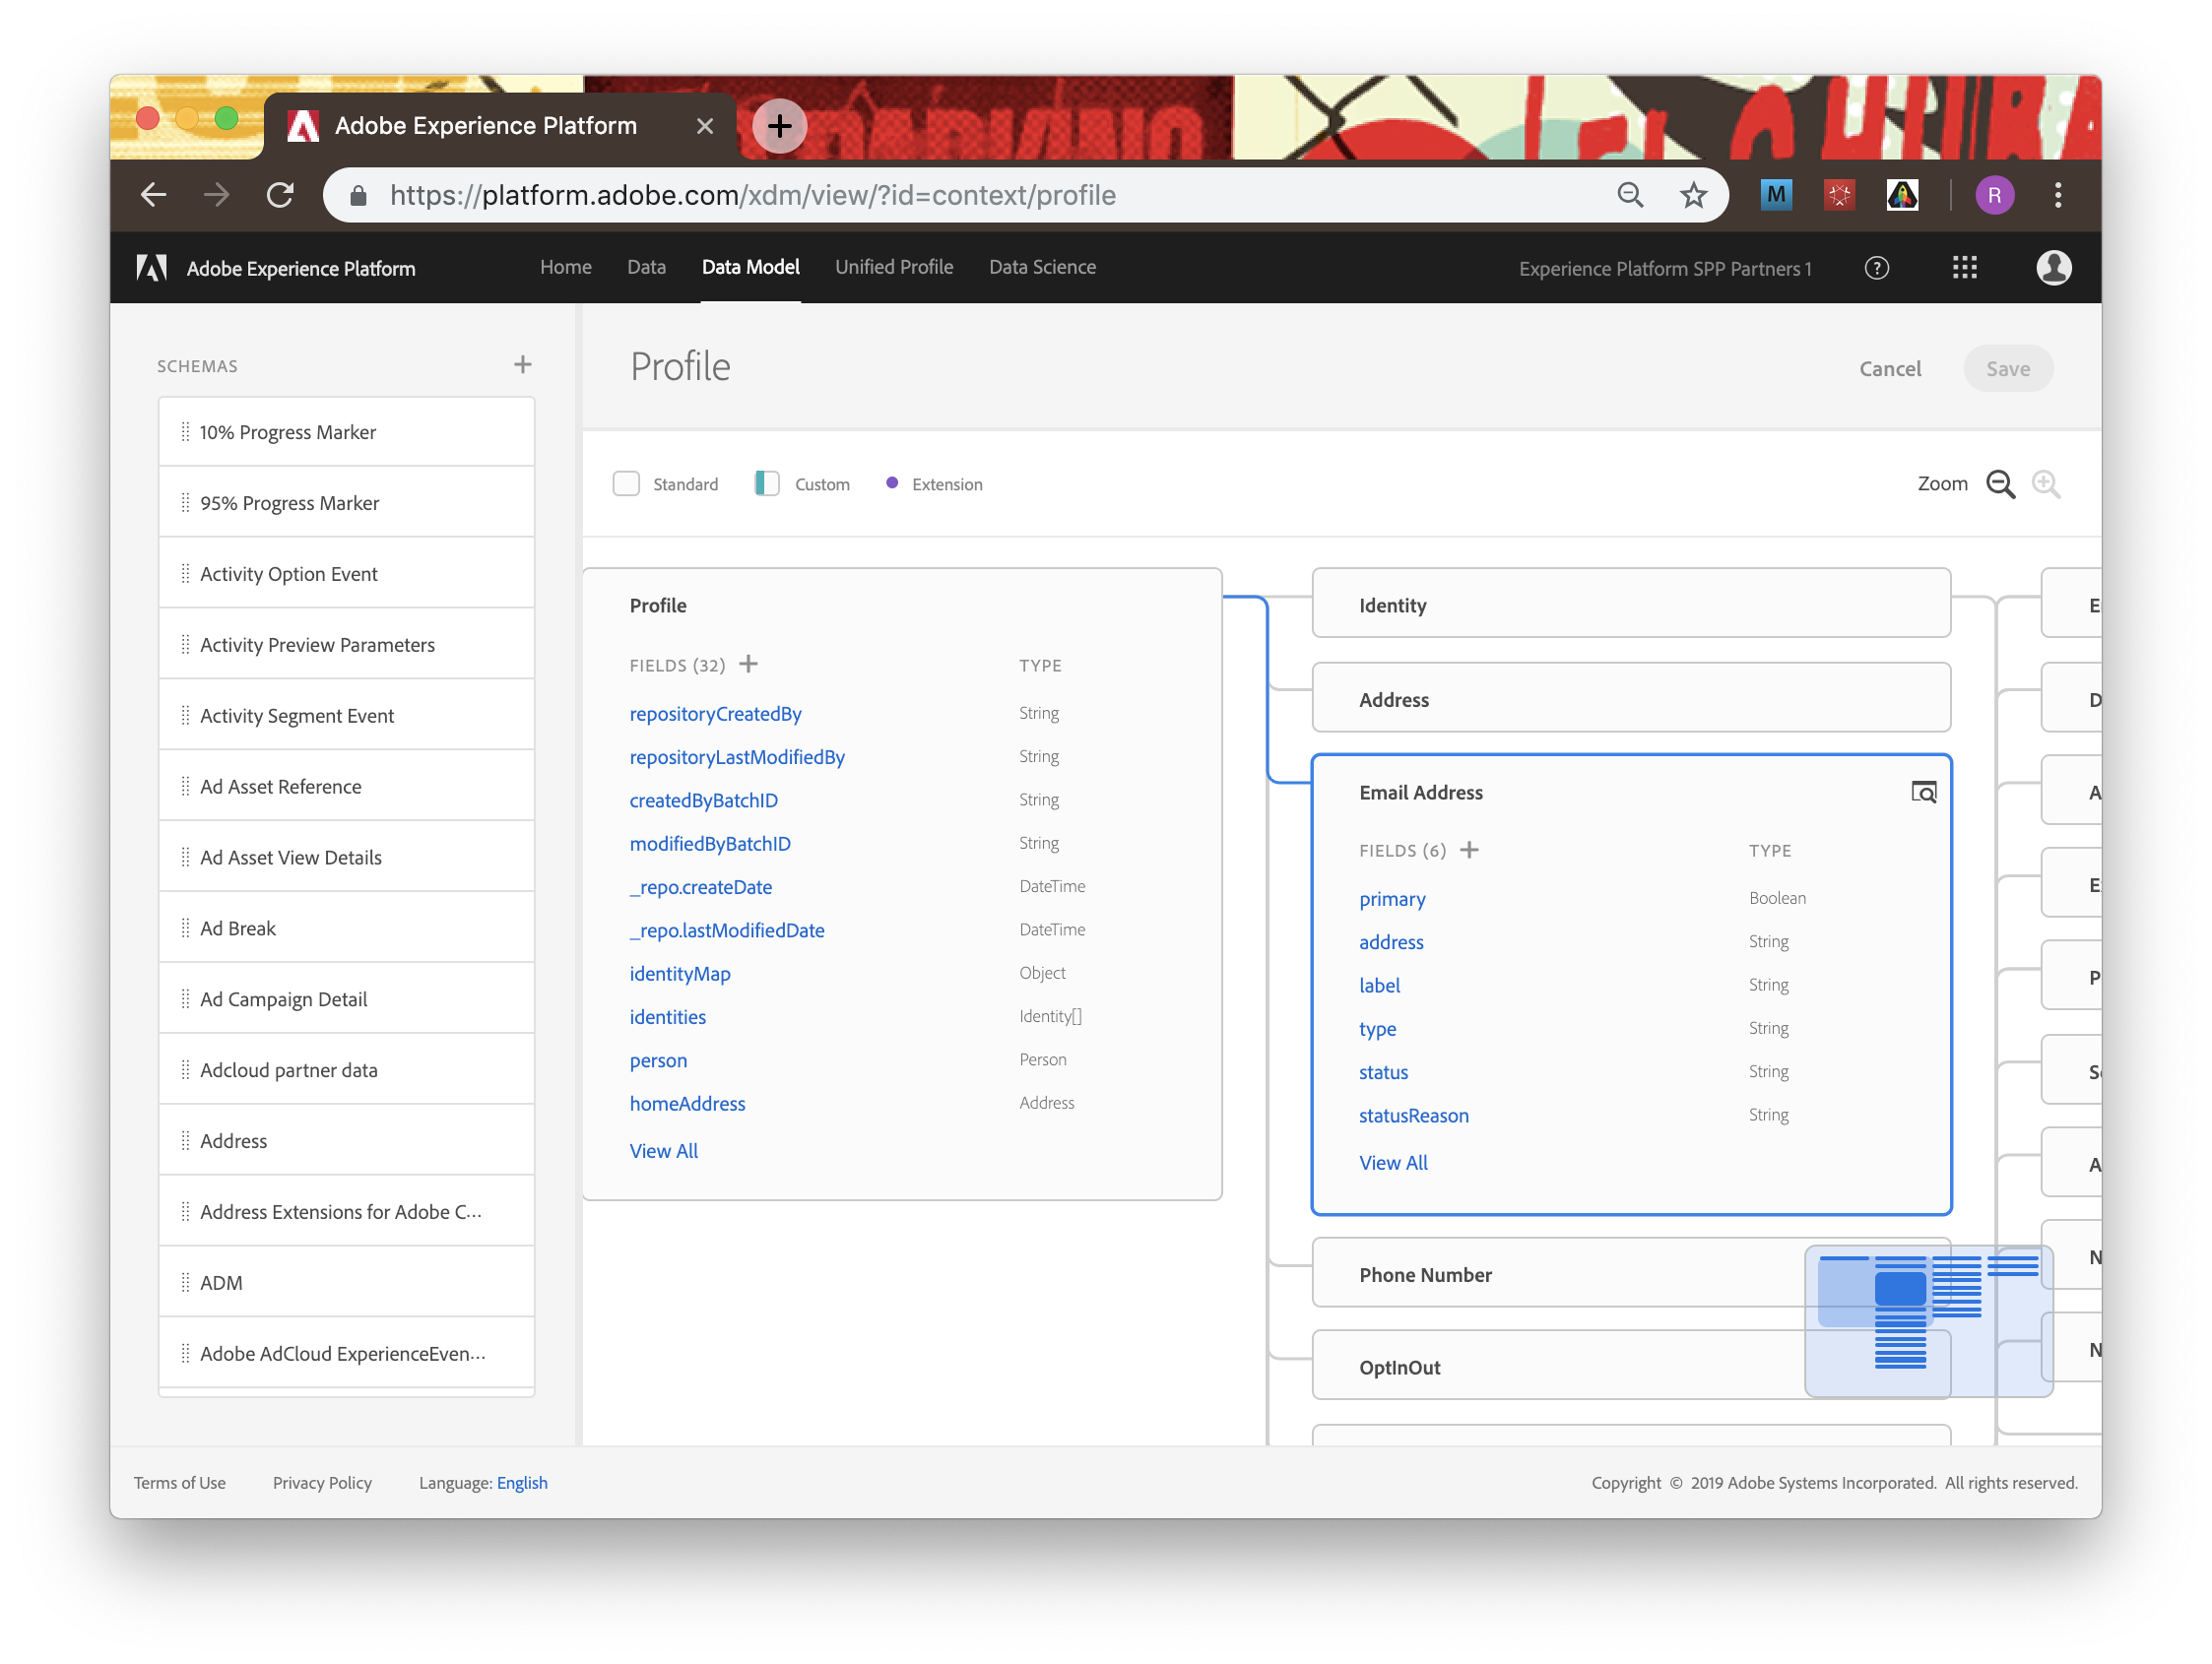 Adobe Experience Platform
https://platform.adobe.com/xdm/view/?id=context/profile
M
R
Adobe Experience Platform
Home
Data
Data Model
Unified Profile
Data Science
Experience Platform SPP Partners 1
SCHEMAS
10% Progress Marker
95% Progress Marker
Activity Option Event
Activity Preview Parameters
Activity Segment Event
Ad Asset Reference
Ad Asset View Details
Ad Break
Ad Campaign Detail
Adcloud partner data
Address
Address Extensions for Adobe C...
ADM
Adobe AdCloud ExperienceEven...
Profile
Cancel
Save
Standard
Custom
Extension
Zoom
Profile
FIELDS (32)
TYPE
repositoryCreatedBy String
repositoryLastModifiedBy String
createdByBatchID String
modifiedByBatchID String
_repo.createDate DateTime
_repo.lastModifiedDate DateTime
identityMap Object
identities Identity[]
person Person
homeAddress Address
View All
Identity
Address
Email Address
FIELDS (6)
TYPE
primary Boolean
address String
label String
type String
status String
statusReason String
View All
Phone Number
OptInOut
Terms of Use
Privacy Policy
Language: English
Copyright © 2019 Adobe Systems Incorporated. All rights reserved.